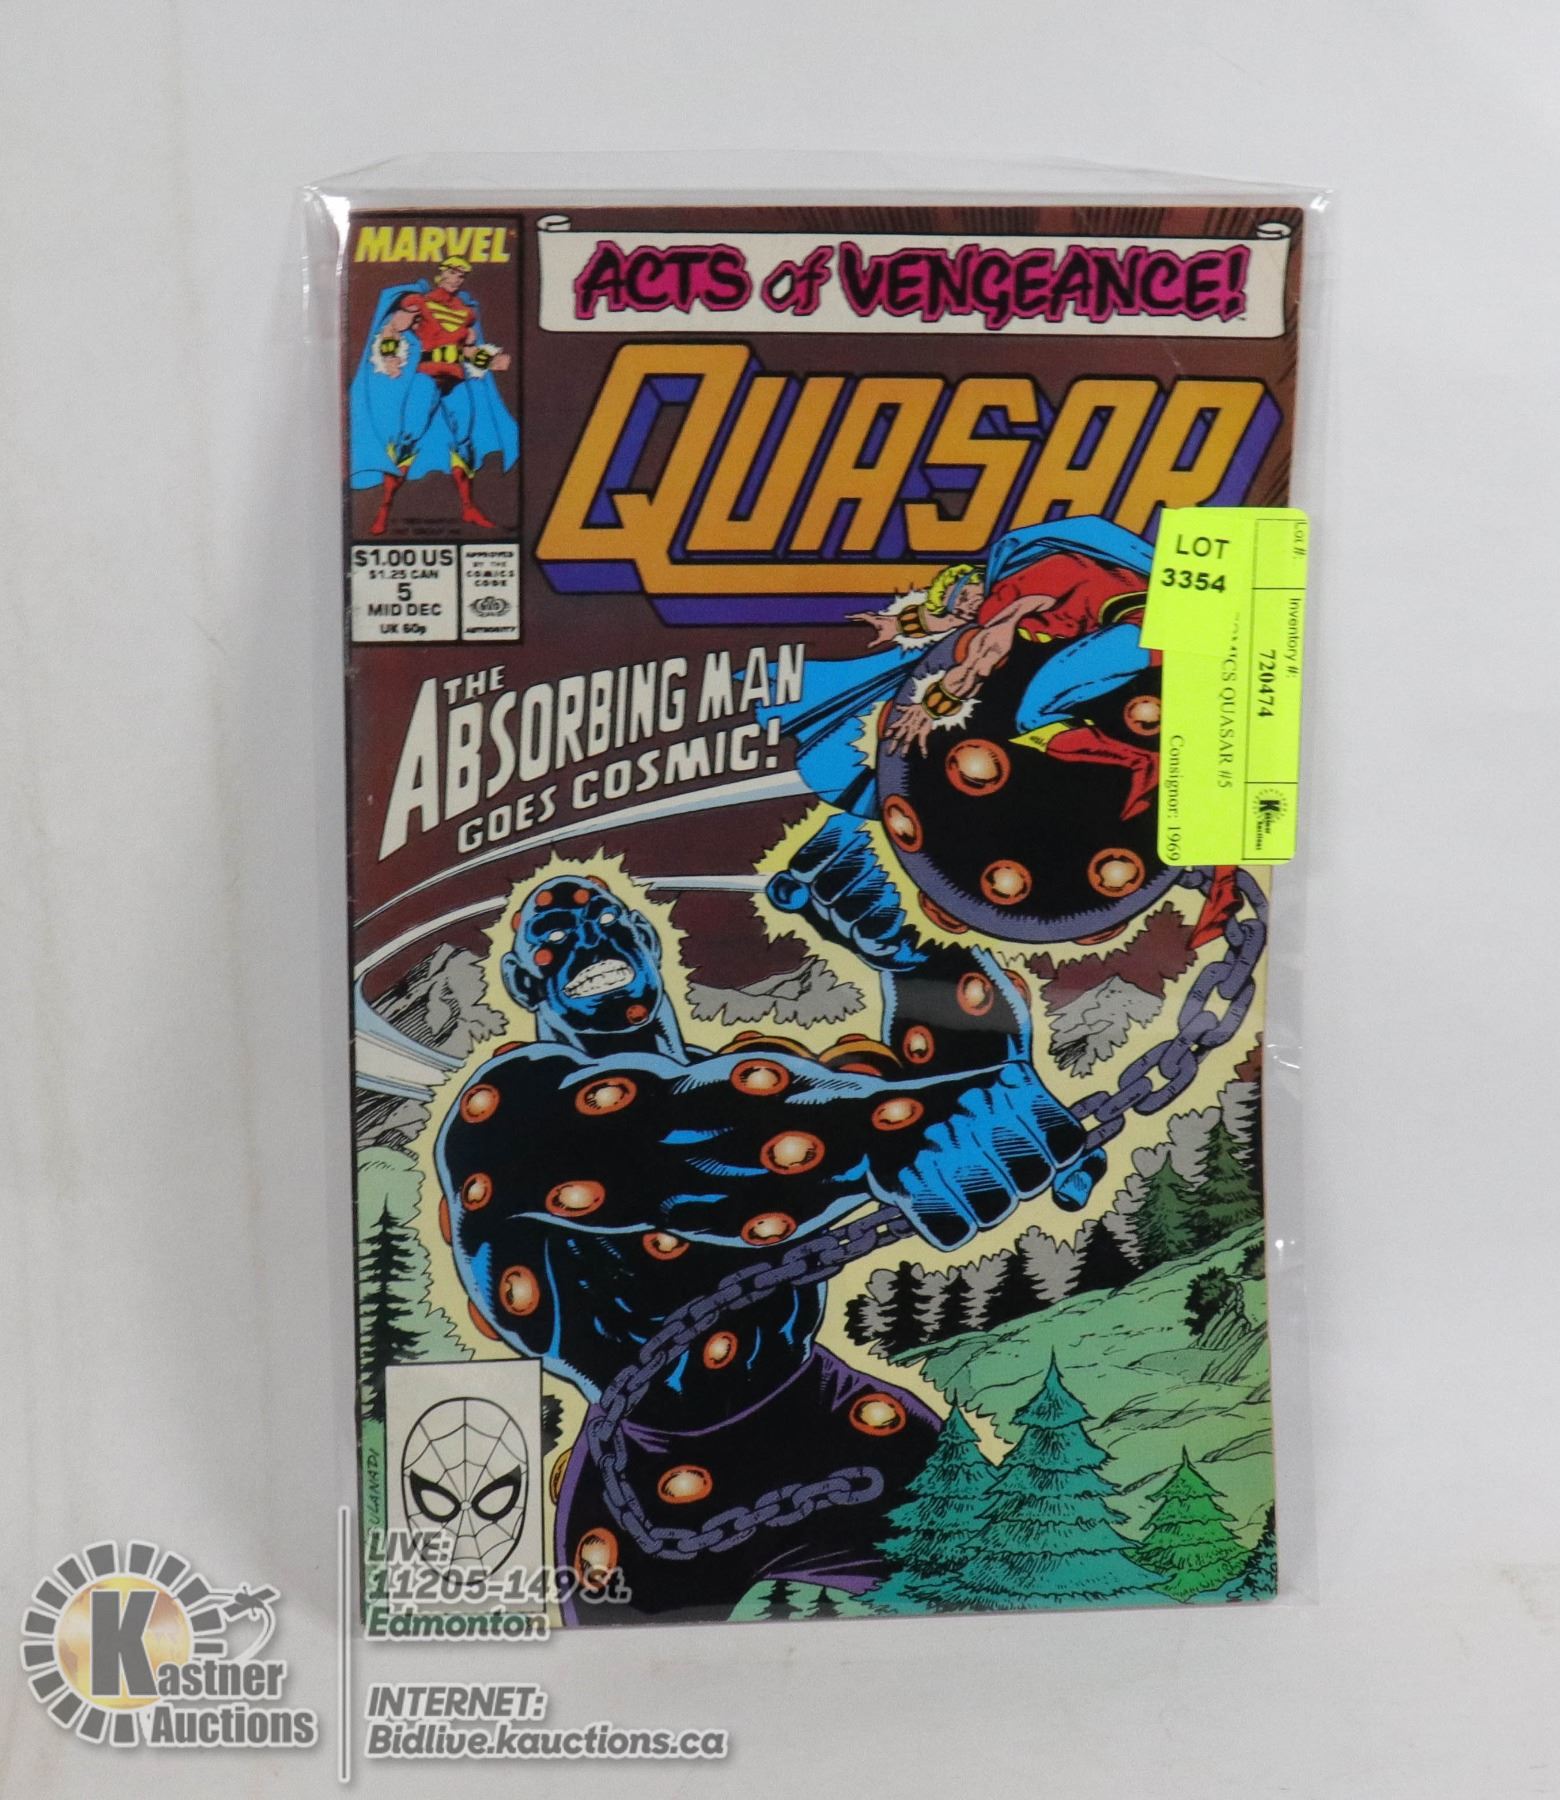 MARVEL
ACTS of VENGEANCE!
QUASAR
$1.00 US
$1.25 CAN
5
MID DEC
UK 60p
APPROVED
BY THE
COMICS
CODE
AUTHORITY
THE
ABSORBING MAN
GOES COSMIC!
LOT
3354
Lot #:
Inventory #:
720474
QUASAR #5
Consignor: 1969
Kastner
Auctions
LIVE:
11205-149 St.
Edmonton
INTERNET:
Bidlive.kauctions.ca